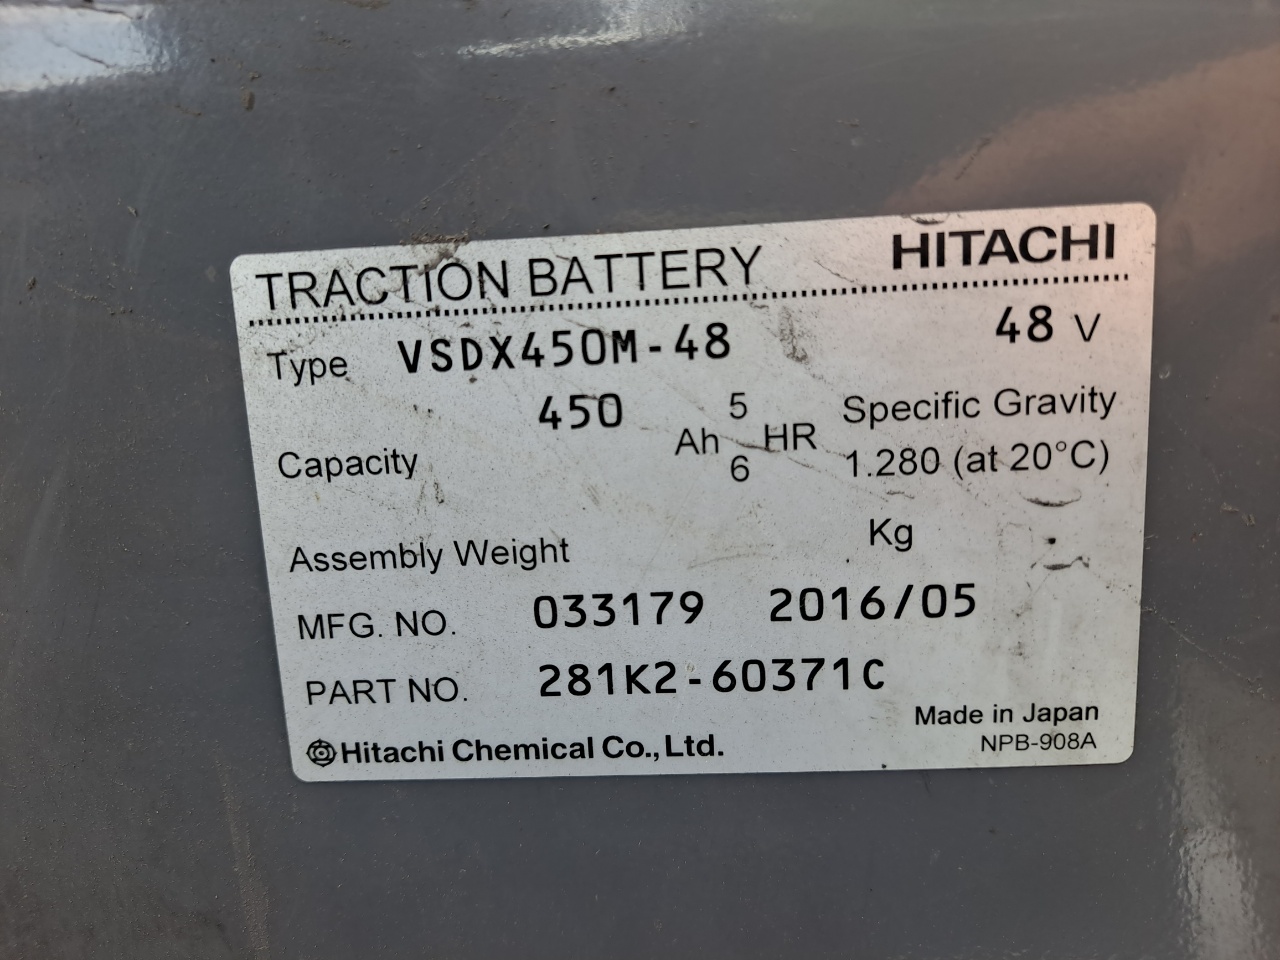 TRACTION BATTERY HITACHI
Type VSDX450M-48 48 V
Capacity 450 Ah 5 HR
6
Specific Gravity
1.280 (at 20°C)
Assembly Weight Kg
MFG. NO. 033179 2016/05
PART NO. 281K2-60371C
Hitachi Chemical Co., Ltd. Made in Japan
NPB-908A